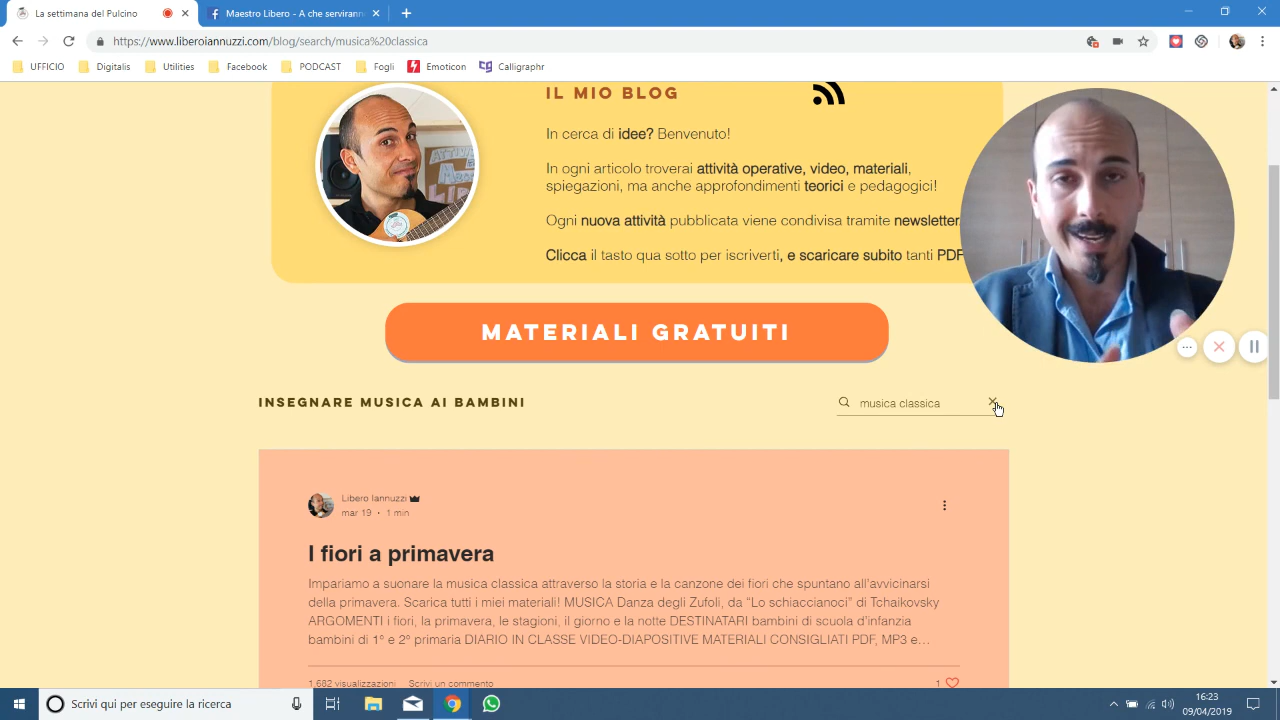 La settimana del Pulcino
Maestro Libero - A che serviran
https://www.liberoiannuzzi.com/blog/search/musica%20classica
UFFICIO
Digitalis
Utilities
Facebook
PODCAST
Fogli
Emoticon
Calligraphr
IL MIO BLOG
In cerca di idee? Benvenuto!
In ogni articolo troverai attività operative, video, materiali,
spiegazioni, ma anche approfondimenti teorici e pedagogici!
Ogni nuova attività pubblicata viene condivisa tramite newsletter
Clicca il tasto qua sotto per iscriverti, e scaricare subito tanti PDF
MATERIALI GRATUITI
INSEGNARE MUSICA AI BAMBINI
musica classica
Libero Iannuzzi
mar 19 · 1 min
I fiori a primavera
Impariamo a suonare la musica classica attraverso la storia e la canzone dei fiori che spuntano all'avvicinarsi
della primavera. Scarica tutti i miei materiali! MUSICA Danza degli Zufoli, da “Lo schiaccianoci” di Tchaikovsky
ARGOMENTI i fiori, la primavera, le stagioni, il giorno e la notte DESTINATARI bambini di scuola d'infanzia
bambini di 1° e 2° primaria DIARIO IN CLASSE VIDEO-DIAPOSITIVE MATERIALI CONSIGLIATI PDF, MP3 e...
1.682 visualizzazioni Scrivi un commento 1
Scrivi qui per eseguire la ricerca
16:23
09/04/2019